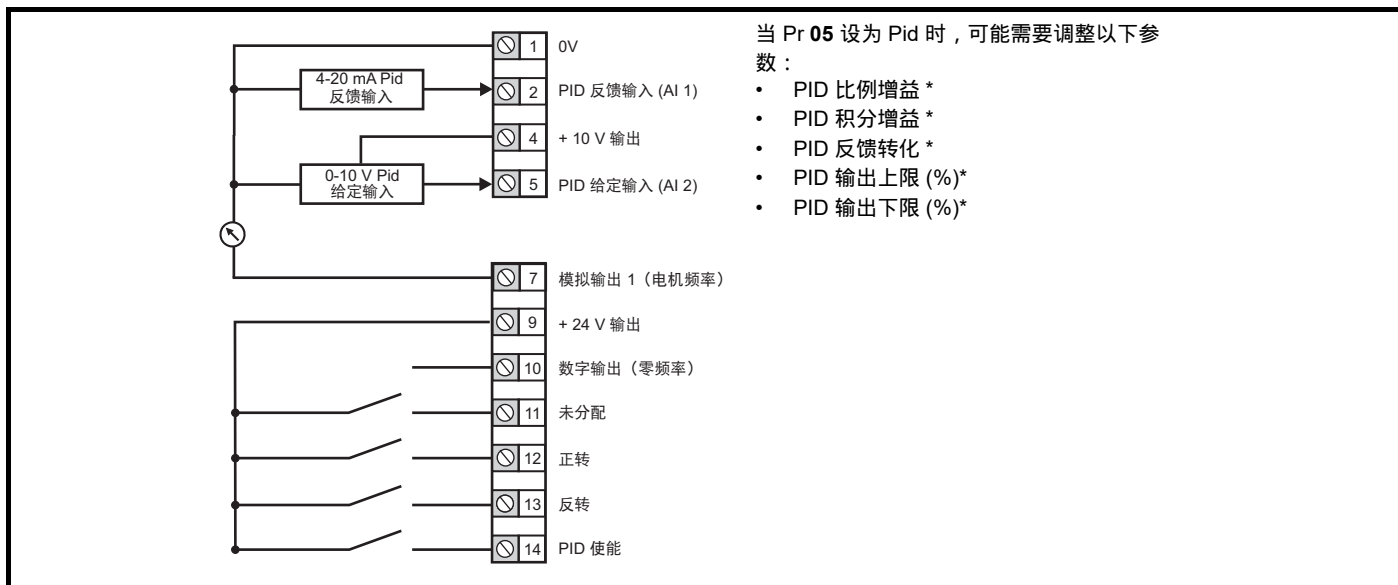 1 0V
4-20 mA Pid
反馈输入
2 PID 反馈输入 (AI 1)
4 + 10 V 输出
0-10 V Pid
给定输入
5 PID 给定输入 (AI 2)
7 模拟输出 1（电机频率）
9 + 24 V 输出
10 数字输出（零频率）
11 未分配
12 正转
13 反转
14 PID 使能
当 Pr 05 设为 Pid 时，可能需要调整以下参
数：
• PID 比例增益 *
• PID 积分增益 *
• PID 反馈转化 *
• PID 输出上限 (%)*
• PID 输出下限 (%)*